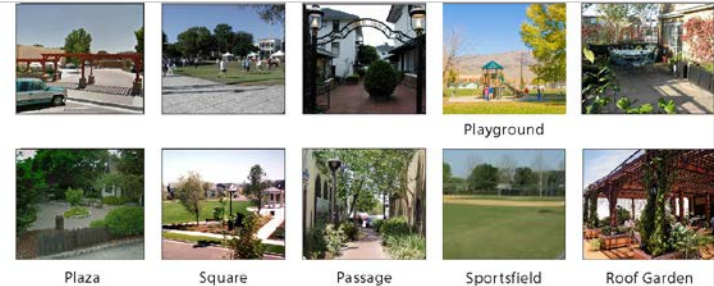 Playground
Plaza
Square
Passage
Sportsfield
Roof Garden